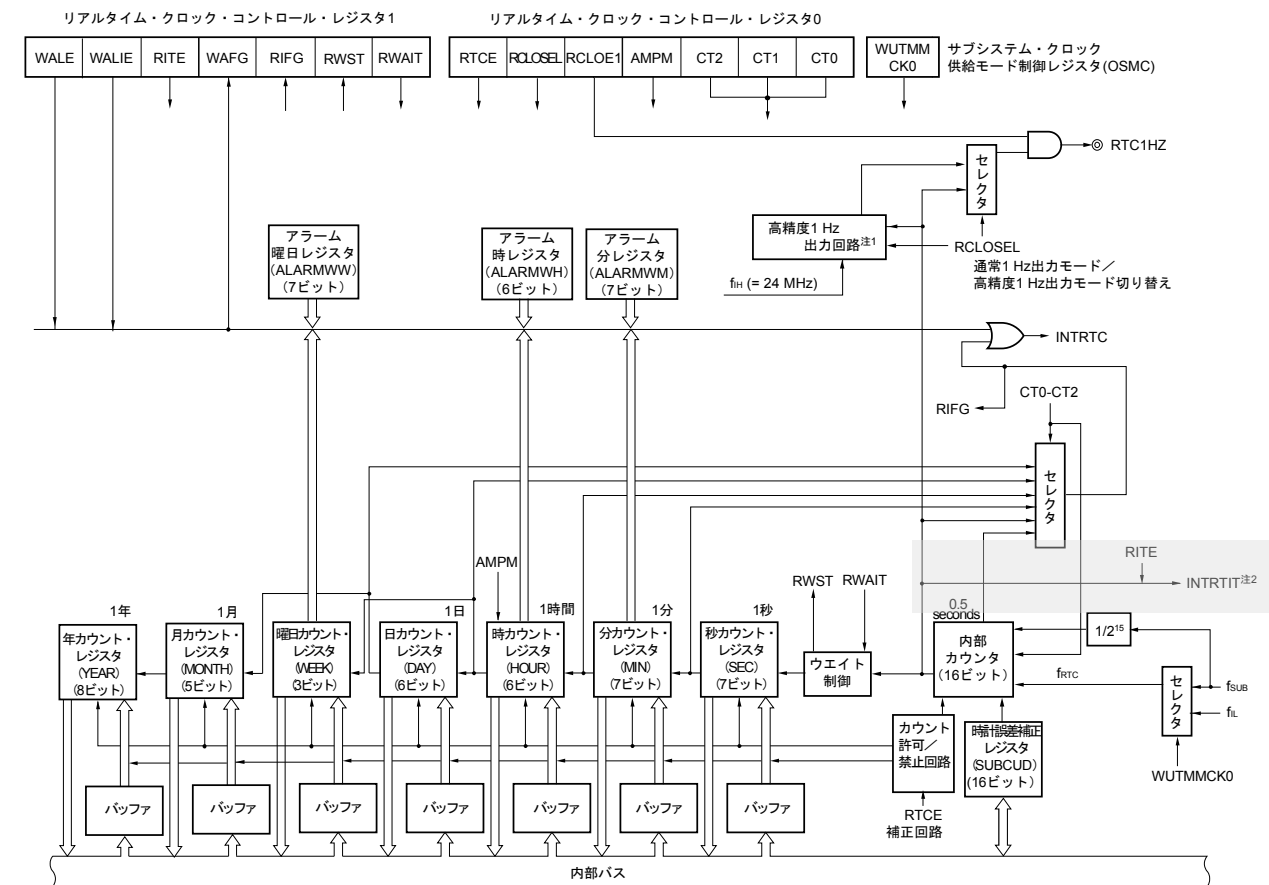 リアルタイム・クロック・コントロール・レジスタ1
リアルタイム・クロック・コントロール・レジスタ0
WALE
WALIE
RITE
WAFG
RIFG
RWST
RWAIT
RTCE
RCLOSEL
RCLOE1
AMPM
CT2
CT1
CT0
WUTMM
CK0
サブシステム・クロック
供給モード制御レジスタ(OSMC)
RTC1HZ
セレクタ
高精度1 Hz
出力回路注1
RCLOSEL
通常1 Hz出力モード／
高精度1 Hz出力モード切り替え
fIH (= 24 MHz)
アラーム
曜日レジスタ
(ALARMWW)
(7ビット)
アラーム
時レジスタ
(ALARMWH)
(6ビット)
アラーム
分レジスタ
(ALARMWM)
(7ビット)
INTRTC
RIFG
CT0-CT2
セレクタ
RITE
INTRTIT注2
AMPM
RWST
RWAIT
0.5
seconds
1年
1月
1日
1時間
1分
1秒
年カウント・
レジスタ
(YEAR)
(8ビット)
月カウント・
レジスタ
(MONTH)
(5ビット)
曜日カウント・
レジスタ
(WEEK)
(3ビット)
日カウント・
レジスタ
(DAY)
(6ビット)
時カウント・
レジスタ
(HOUR)
(6ビット)
分カウント・
レジスタ
(MIN)
(7ビット)
秒カウント・
レジスタ
(SEC)
(7ビット)
ウエイト
制御
内部
カウンタ
(16ビット)
1/2¹⁵
fRTC
セレクタ
fSUB
fIL
WUTMMCK0
カウント
許可／
禁止回路
RTCE
補正回路
時計誤差補正
レジスタ
(SUBCUD)
(16ビット)
バッファ
バッファ
バッファ
バッファ
バッファ
バッファ
バッファ
内部バス